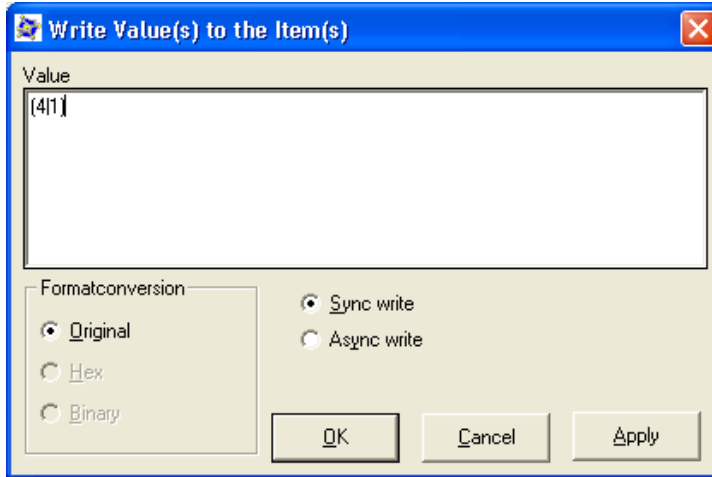 Write Value(s) to the Item(s)
Value
(4|1)
Formatconversion
Original
Hex
Binary
Sync write
Async write
OK
Cancel
Apply